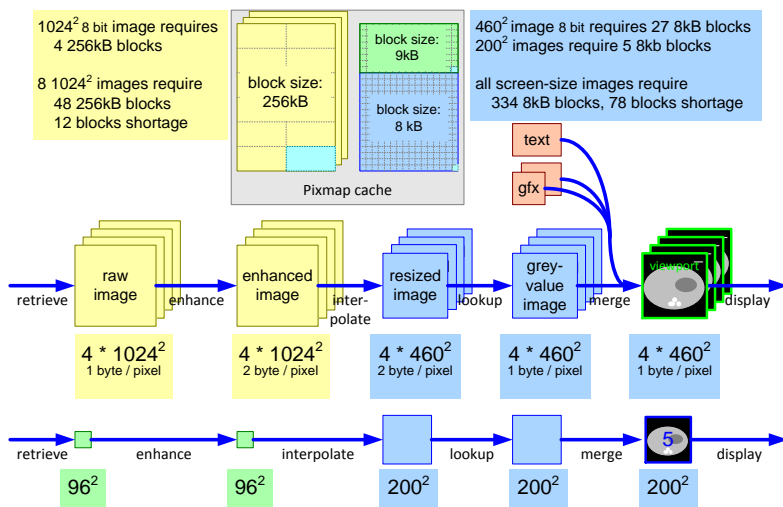 1024² 8 bit image requires
4 256kB blocks
8 1024² images require
48 256kB blocks
12 blocks shortage
block size:
256kB
block size:
9kB
block size:
8 kB
Pixmap cache
460² image 8 bit requires 27 8kB blocks
200² images require 5 8kb blocks
all screen-size images require
334 8kB blocks, 78 blocks shortage
text
gfx
retrieve
raw
image
enhance
enhanced
image
inter-
polate
resized
image
lookup
grey-
value
image
merge
viewport
display
4 * 1024²
1 byte / pixel
4 * 1024²
2 byte / pixel
4 * 460²
2 byte / pixel
4 * 460²
1 byte / pixel
4 * 460²
1 byte / pixel
retrieve
enhance
interpolate
lookup
merge
5
display
96²
96²
200²
200²
200²